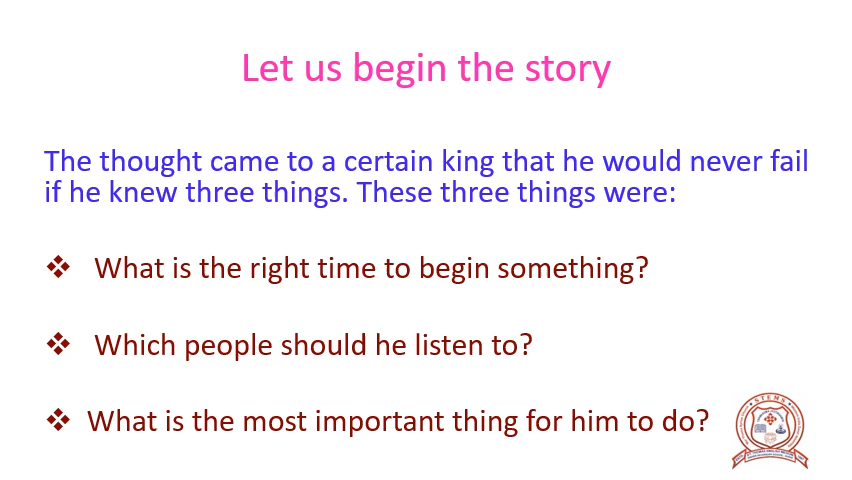 Let us begin the story
The thought came to a certain king that he would never fail
if he knew three things. These three things were:
❖ What is the right time to begin something?
❖ Which people should he listen to?
❖ What is the most important thing for him to do?
STEMS